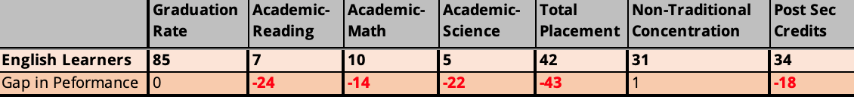 Graduation Rate Academic-Reading Academic-Math Academic-Science Total Placement Non-Traditional Concentration Post Sec Credits
English Learners 85 7 10 5 42 31 34
Gap in Peformance 0 -24 -14 -22 -43 1 -18